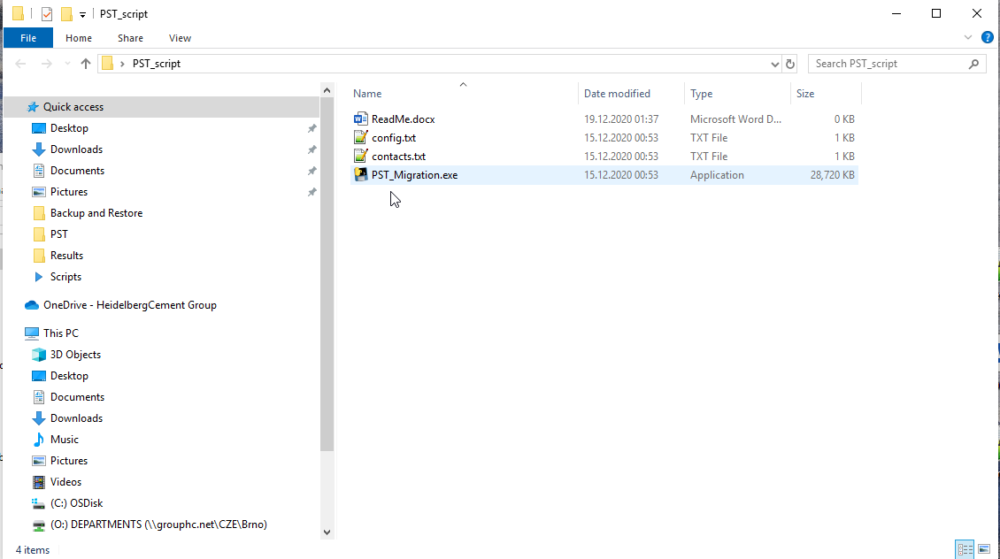 PST_script
File Home Share View
PST_script
Search PST_script
Name Date modified Type Size
ReadMe.docx 19.12.2020 01:37 Microsoft Word D... 0 KB
config.txt 15.12.2020 00:53 TXT File 1 KB
contacts.txt 15.12.2020 00:53 TXT File 1 KB
PST_Migration.exe 15.12.2020 00:53 Application 28,720 KB
Quick access
Desktop
Downloads
Documents
Pictures
Backup and Restore
PST
Results
Scripts
OneDrive - HeidelbergCement Group
This PC
3D Objects
Desktop
Documents
Downloads
Music
Pictures
Videos
(C:) OSDisk
(O:) DEPARTMENTS (\\grouphc.net\CZE\Brno)
4 items